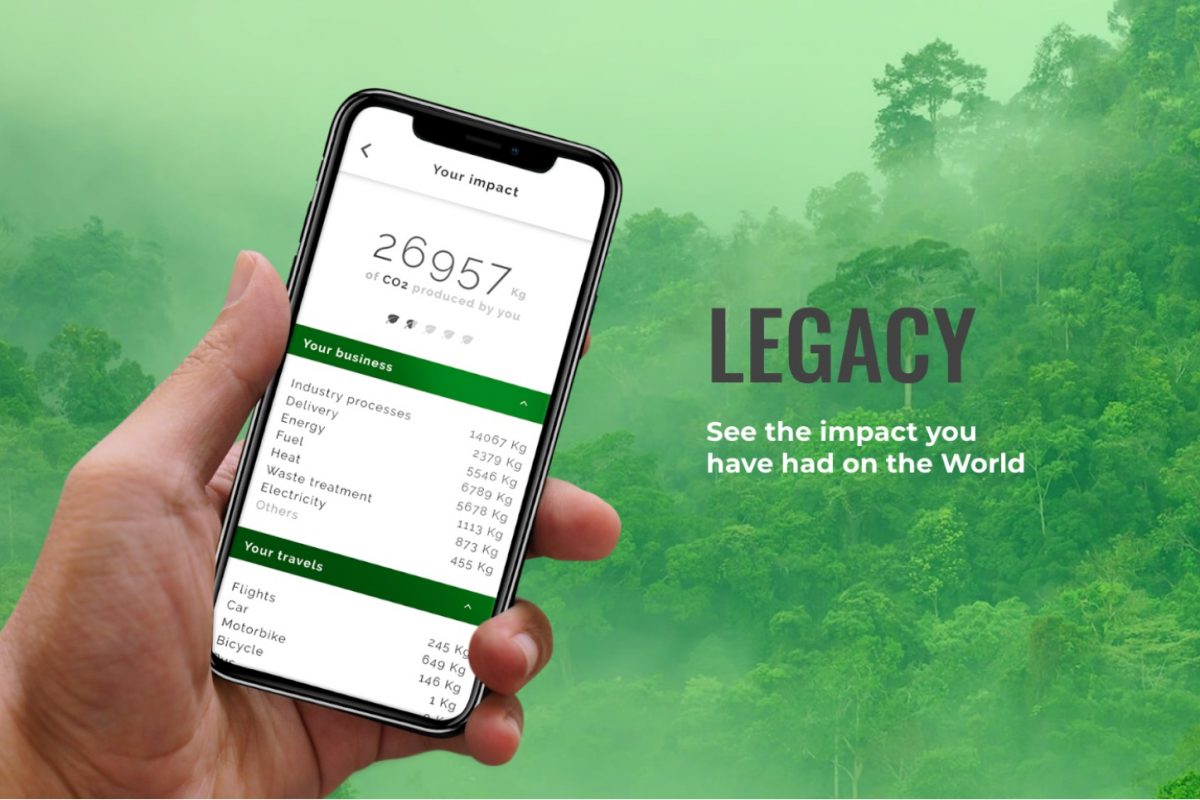 Your impact
26957 Kg
of CO2 produced by you
Your business
Industry processes 14067 Kg
Delivery 2379 Kg
Energy 5546 Kg
Fuel 6789 Kg
Heat 5678 Kg
Waste treatment 1113 Kg
Electricity 873 Kg
Others 455 Kg
Your travels
Flights 245 Kg
Car 649 Kg
Motorbike 146 Kg
Bicycle 1 Kg
LEGACY
See the impact you
have had on the World